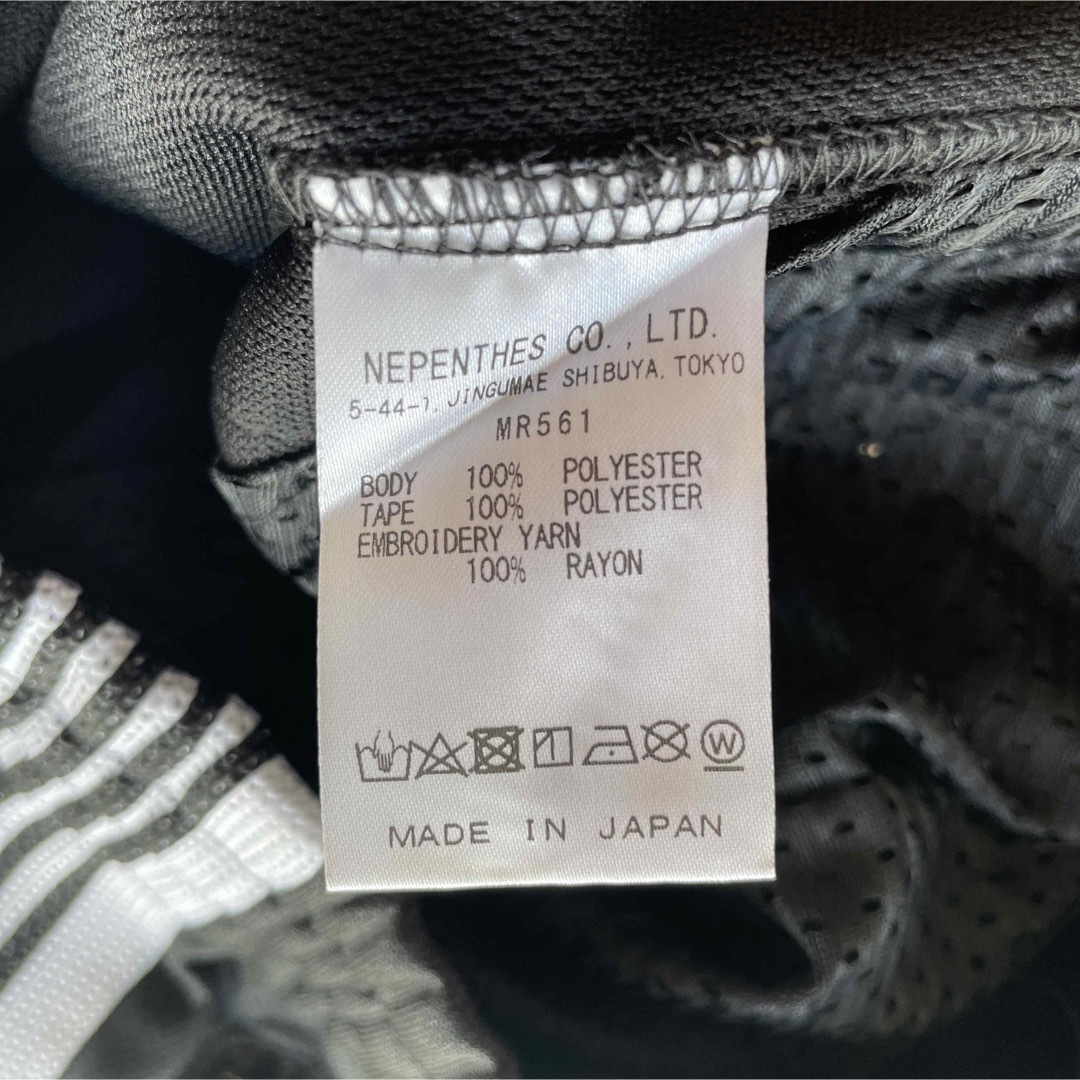 NEPENTHES CO., LTD.
5-44-1, JINGUMAE SHIBUYA, TOKYO
MR561
BODY 100% POLYESTER
TAPE 100% POLYESTER
EMBROIDERY YARN
100% RAYON
W
MADE IN JAPAN